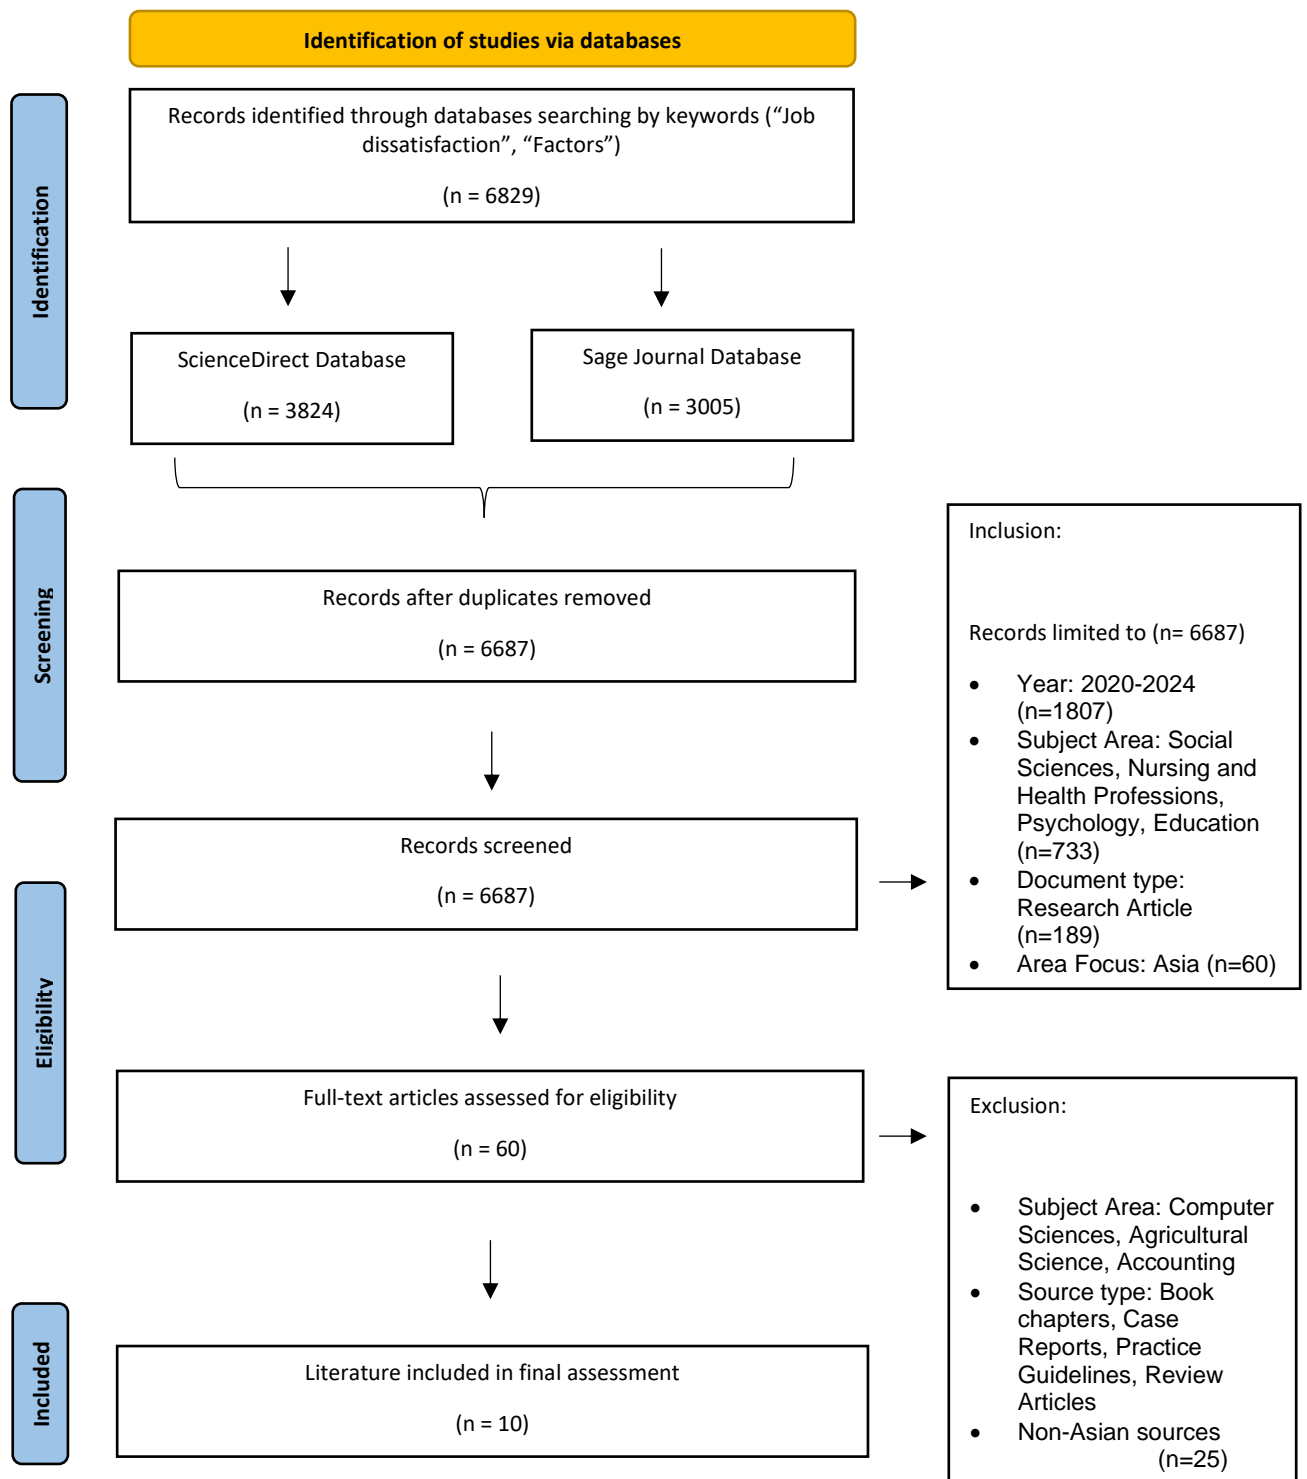 Identification of studies via databases
Identification
Records identified through databases searching by keywords (“Job
dissatisfaction”, “Factors”)
(n = 6829)
ScienceDirect Database
(n = 3824)
Sage Journal Database
(n = 3005)
Screening
Records after duplicates removed
(n = 6687)
Records screened
(n = 6687)
Inclusion:
Records limited to (n= 6687)
• Year: 2020-2024
(n=1807)
• Subject Area: Social
Sciences, Nursing and
Health Professions,
Psychology, Education
(n=733)
• Document type:
Research Article
(n=189)
• Area Focus: Asia (n=60)
Eligibility
Full-text articles assessed for eligibility
(n = 60)
Exclusion:
• Subject Area: Computer
Sciences, Agricultural
Science, Accounting
• Source type: Book
chapters, Case
Reports, Practice
Guidelines, Review
Articles
• Non-Asian sources
(n=25)
Included
Literature included in final assessment
(n = 10)